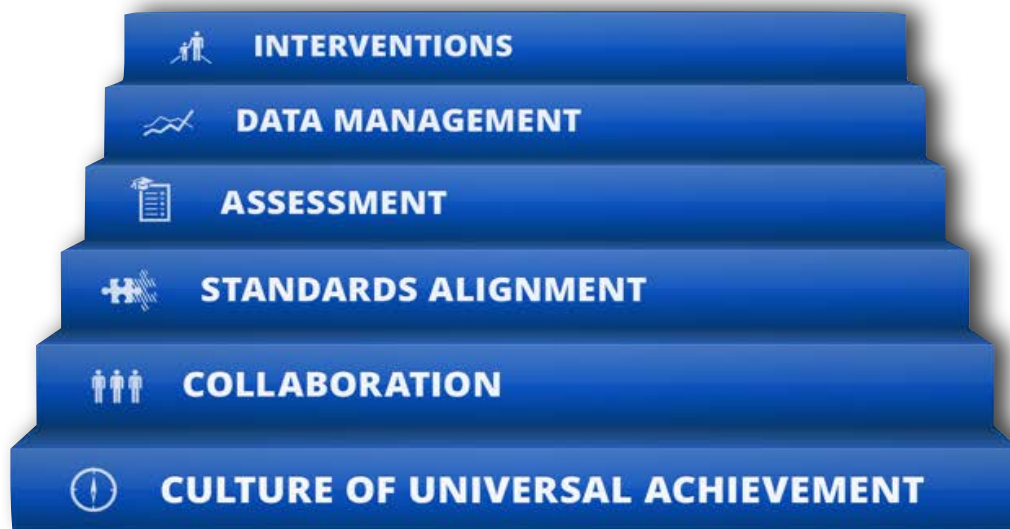 INTERVENTIONS
DATA MANAGEMENT
ASSESSMENT
STANDARDS ALIGNMENT
COLLABORATION
CULTURE OF UNIVERSAL ACHIEVEMENT